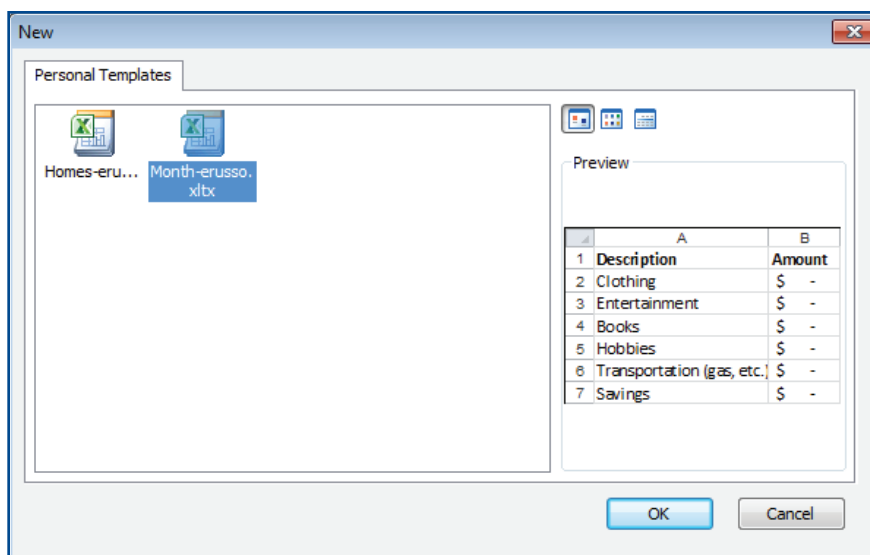 New
Personal Templates
Homes-eru...
Month-erusso.
xltx
Preview
A B
1 Description Amount
2 Clothing $ -
3 Entertainment $ -
4 Books $ -
5 Hobbies $ -
6 Transportation (gas, etc.) $ -
7 Savings $ -
OK Cancel